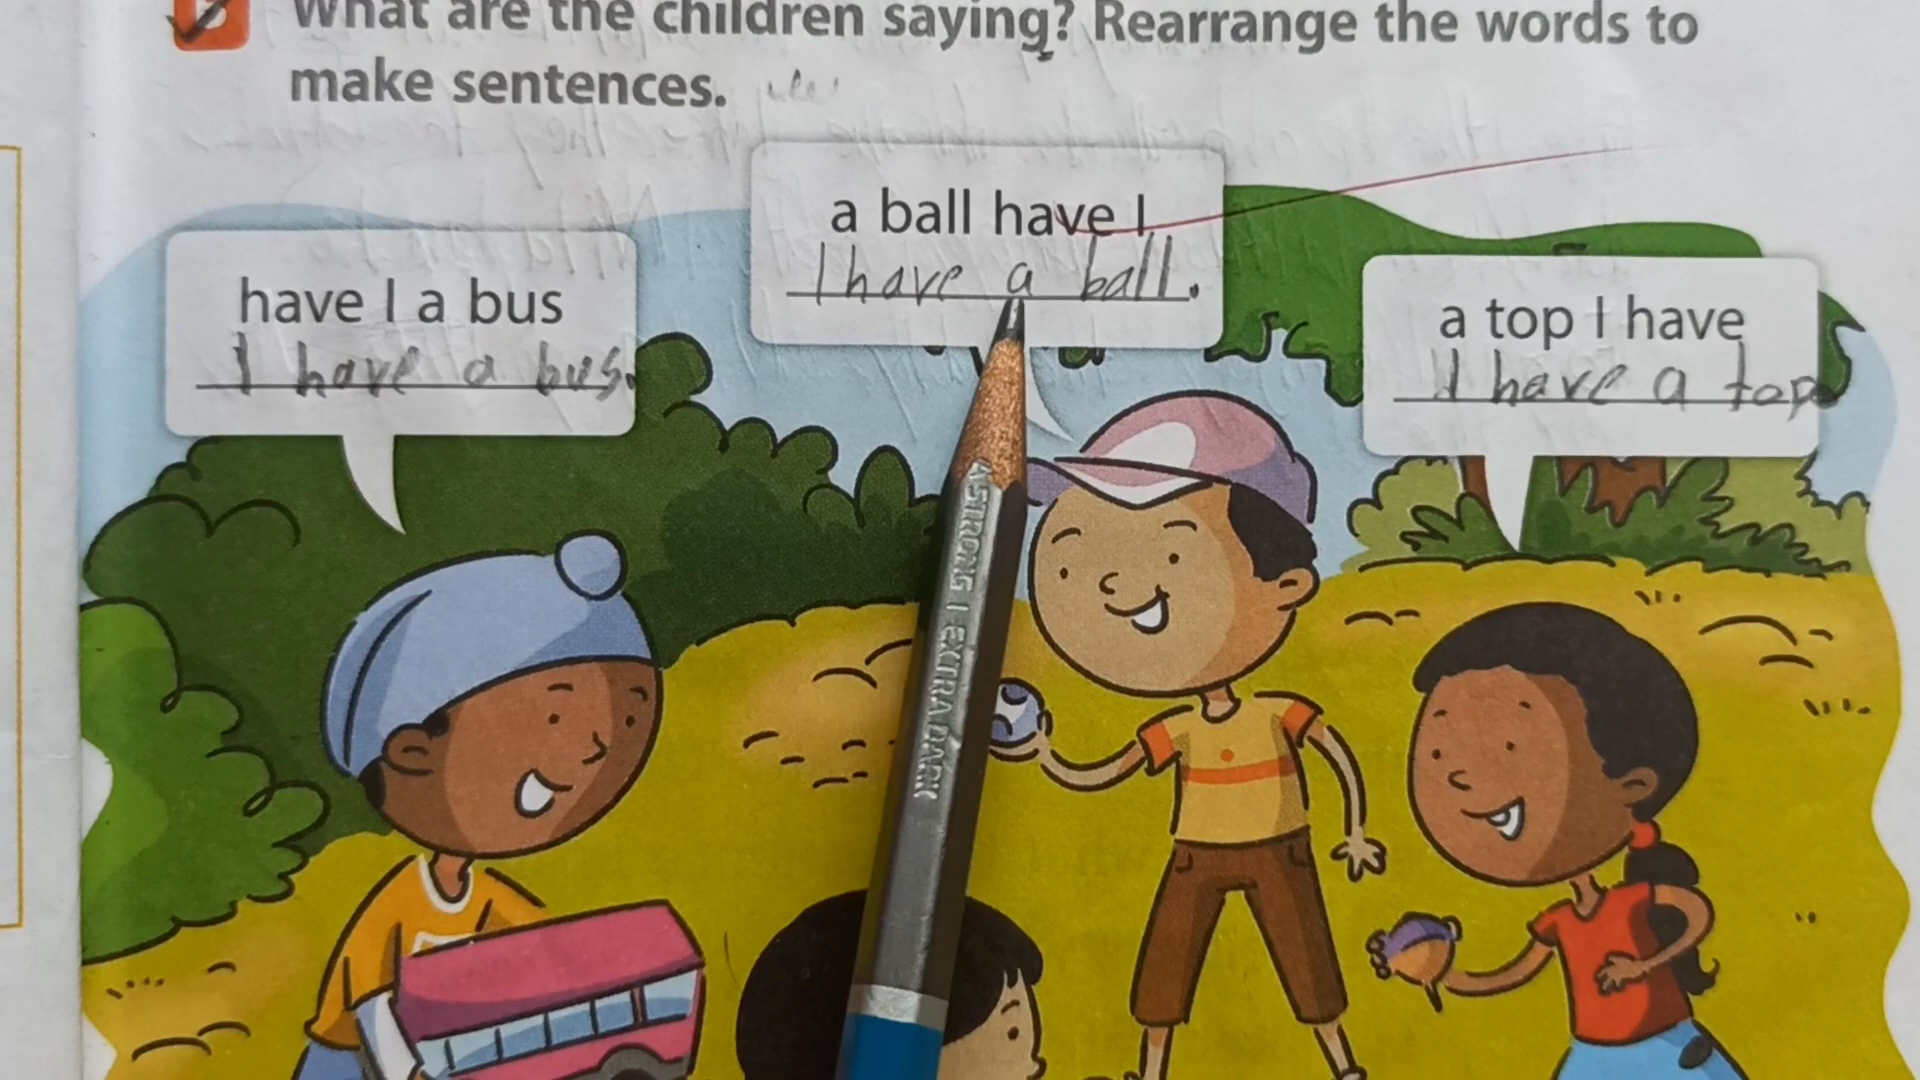 What are the children saying? Rearrange the words to
make sentences.
have I a bus
I have a bus.
a ball have I
I have a ball.
a top I have
I have a top
ASTRONG | EXTRA DARK